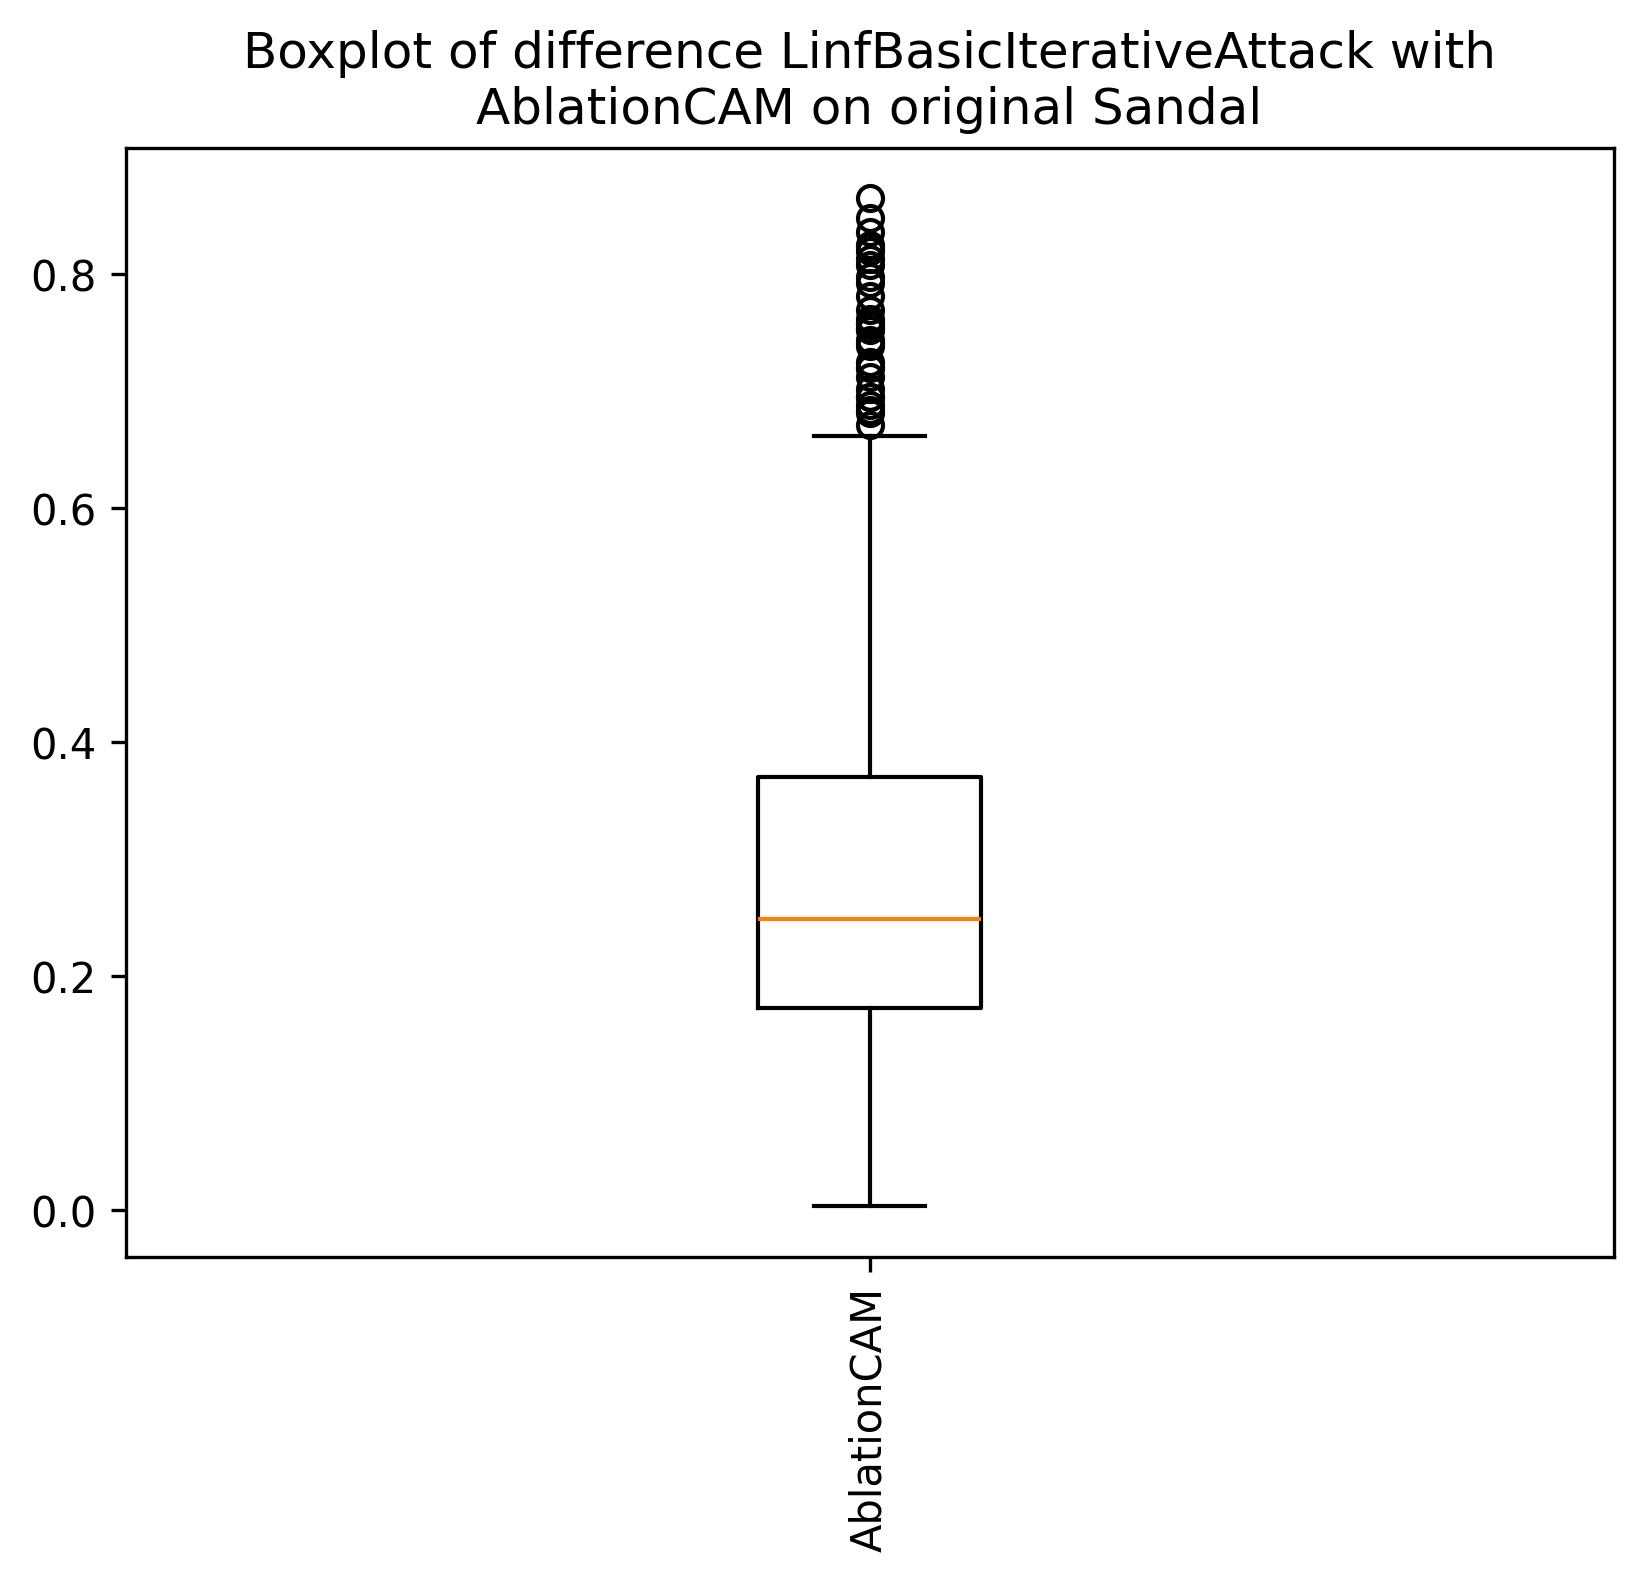 Boxplot of difference LinfBasicIterativeAttack with
AblationCAM on original Sandal
0.8
0.6
0.4
0.2
0.0
AblationCAM